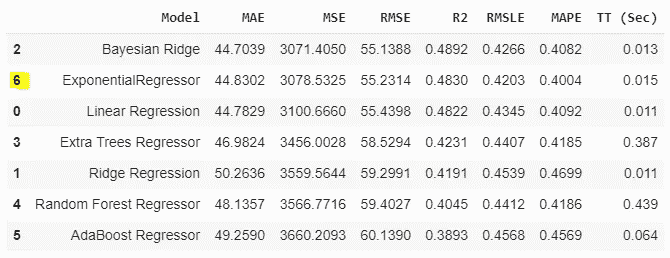 Model MAE MSE RMSE R2 RMSLE MAPE TT (Sec)
2 Bayesian Ridge 44.7039 3071.4050 55.1388 0.4892 0.4266 0.4082 0.013
6 ExponentialRegressor 44.8302 3078.5325 55.2314 0.4830 0.4203 0.4004 0.015
0 Linear Regression 44.7829 3100.6660 55.4398 0.4822 0.4345 0.4092 0.011
3 Extra Trees Regressor 46.9824 3456.0028 58.5294 0.4231 0.4407 0.4185 0.387
1 Ridge Regression 50.2636 3559.5644 59.2991 0.4191 0.4539 0.4699 0.011
4 Random Forest Regressor 48.1357 3566.7716 59.4027 0.4045 0.4412 0.4186 0.439
5 AdaBoost Regressor 49.2590 3660.2093 60.1390 0.3893 0.4568 0.4569 0.064